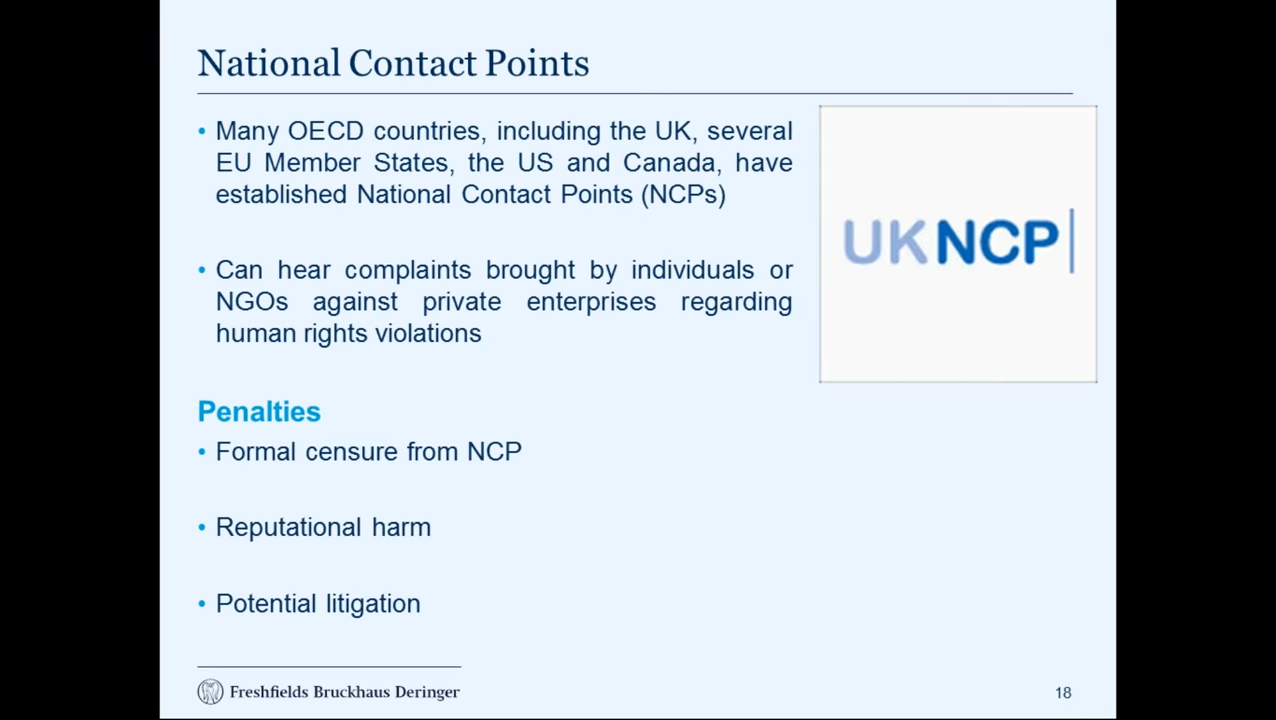 National Contact Points
• Many OECD countries, including the UK, several
EU Member States, the US and Canada, have
established National Contact Points (NCPs)
• Can hear complaints brought by individuals or
NGOs against private enterprises regarding
human rights violations
UKNCP
Penalties
• Formal censure from NCP
• Reputational harm
• Potential litigation
Freshfields Bruckhaus Deringer
18